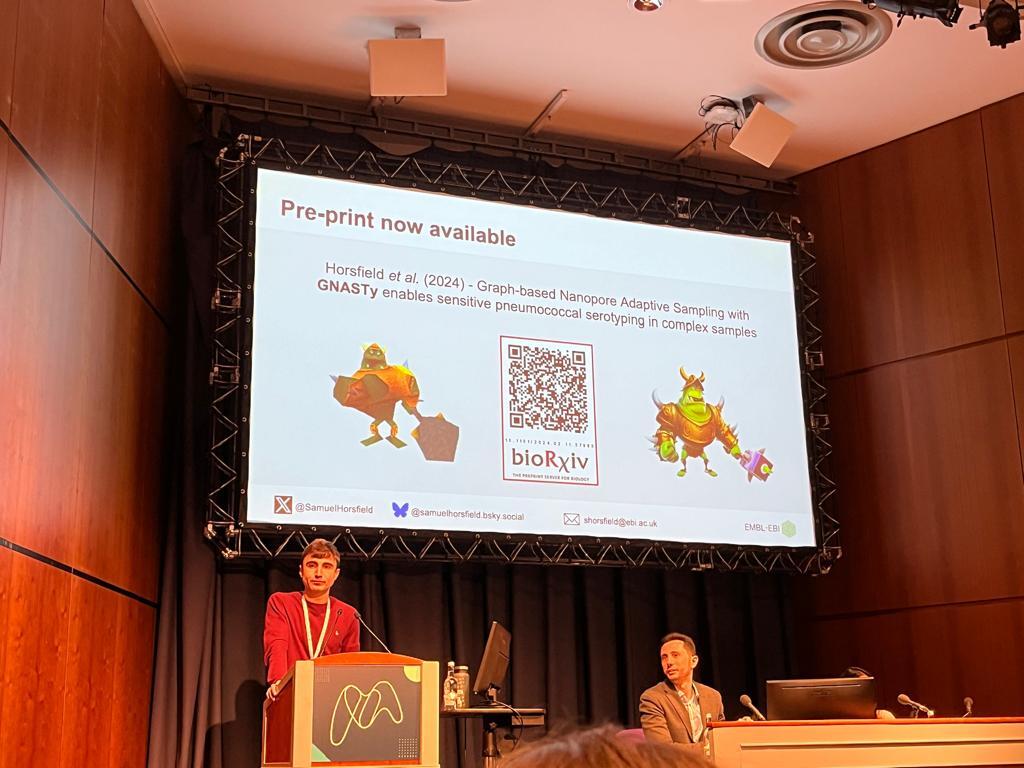 Pre-print now available
Horsfield et al. (2024) - Graph-based Nanopore Adaptive Sampling with
GNASTy enables sensitive pneumococcal serotyping in complex samples
bioRxiv
THE PREPRINT SERVER FOR BIOLOGY
@SamuelHorsfield
@samuelhorsfield.bsky.social
shorsfield@ebi.ac.uk
EMBL-EBI